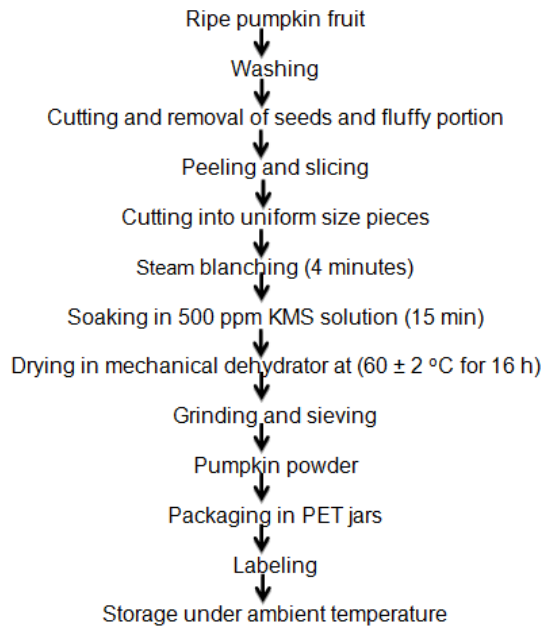 Ripe pumpkin fruit
Washing
Cutting and removal of seeds and fluffy portion
Peeling and slicing
Cutting into uniform size pieces
Steam blanching (4 minutes)
Soaking in 500 ppm KMS solution (15 min)
Drying in mechanical dehydrator at (60 ± 2 ºC for 16 h)
Grinding and sieving
Pumpkin powder
Packaging in PET jars
Labeling
Storage under ambient temperature